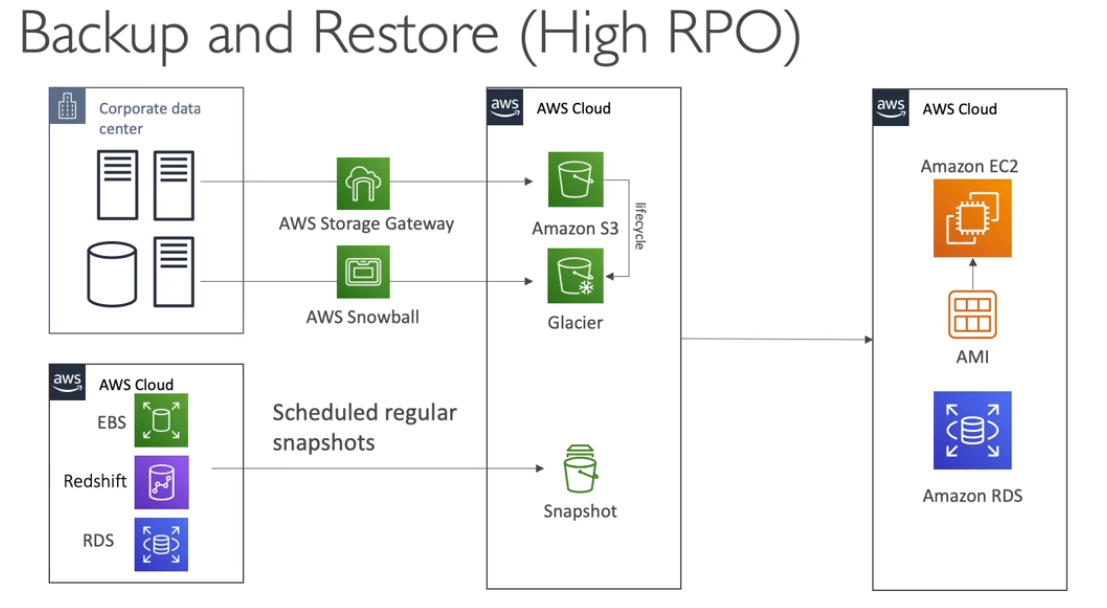 Backup and Restore (High RPO)
Corporate data
center
AWS Storage Gateway
AWS Snowball
aws
AWS Cloud
Amazon S3
lifecycle
Glacier
aws
AWS Cloud
EBS
Redshift
RDS
Scheduled regular
snapshots
Snapshot
aws
AWS Cloud
Amazon EC2
AMI
Amazon RDS